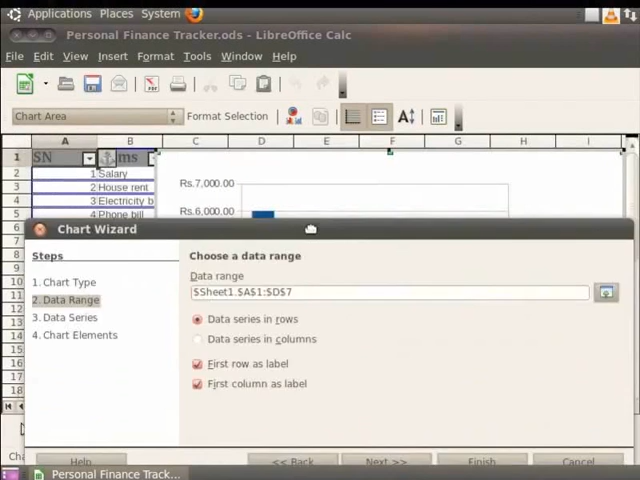 Applications Places System
Personal Finance Tracker.ods - LibreOffice Calc
File Edit View Insert Format Tools Window Help
Chart Area Format Selection
A B C D E F G H I
1 SN ms
2 1 Salary Rs.7,000.00
3 2 House rent
4 3 Electricity b
5 4 Phone bill Rs.6,000.00
6
7
8
9
10
11
12
13
14
15
16
17
18
Chart Wizard
Steps
1. Chart Type
2. Data Range
3. Data Series
4. Chart Elements
Choose a data range
Data range
$Sheet1.$A$1:$D$7
Data series in rows
Data series in columns
First row as label
First column as label
Help << Back Next >> Finish Cancel
Personal Finance Track...